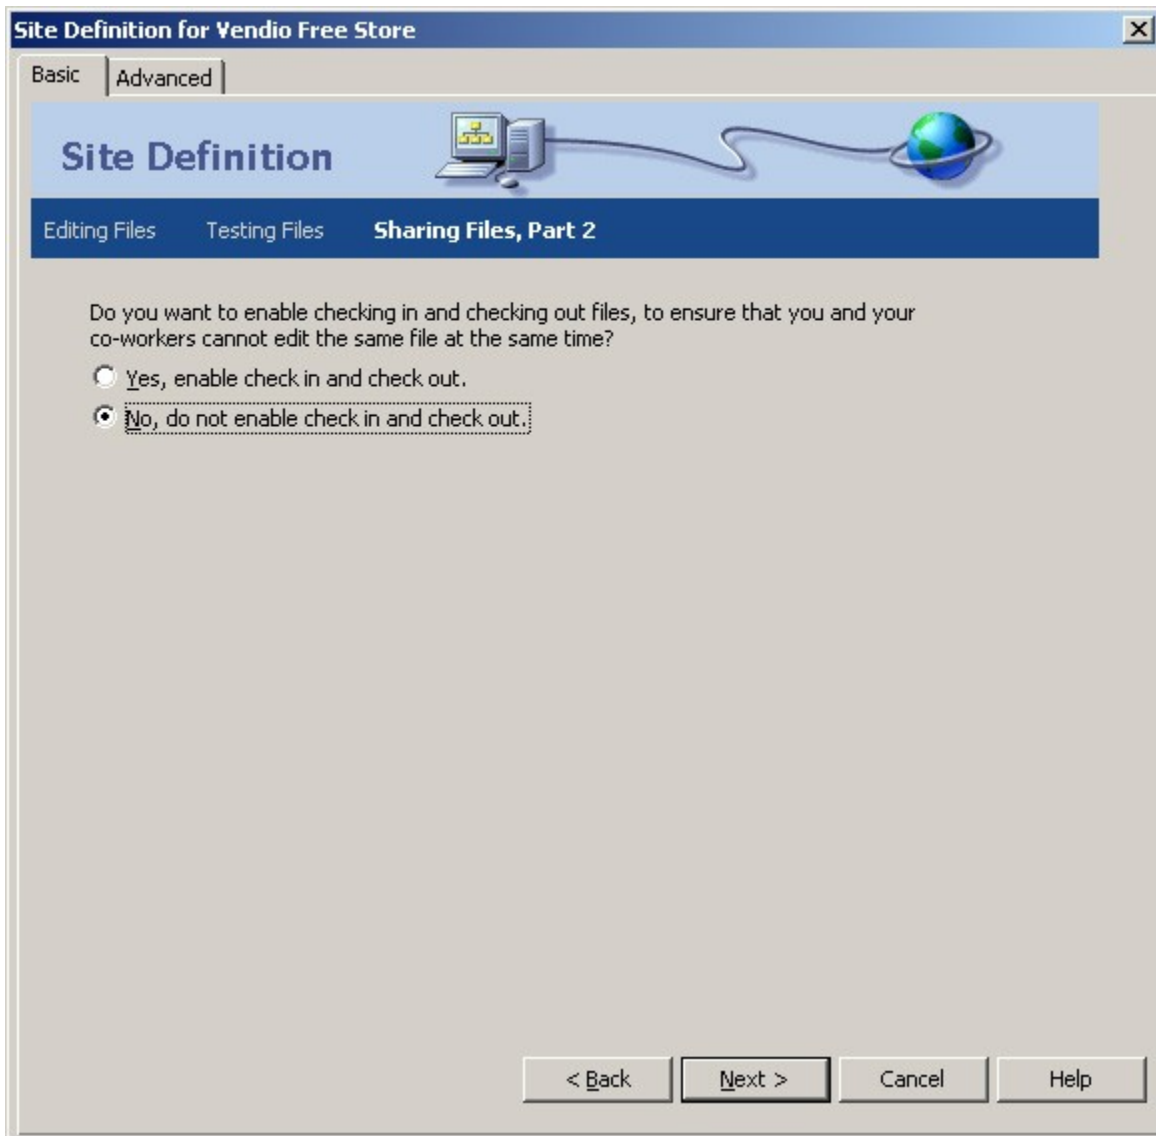 Site Definition for Vendio Free Store
Basic
Advanced
Site Definition
Editing Files Testing Files Sharing Files, Part 2
Do you want to enable checking in and checking out files, to ensure that you and your
co-workers cannot edit the same file at the same time?
Yes, enable check in and check out.
No, do not enable check in and check out.
< Back Next > Cancel Help